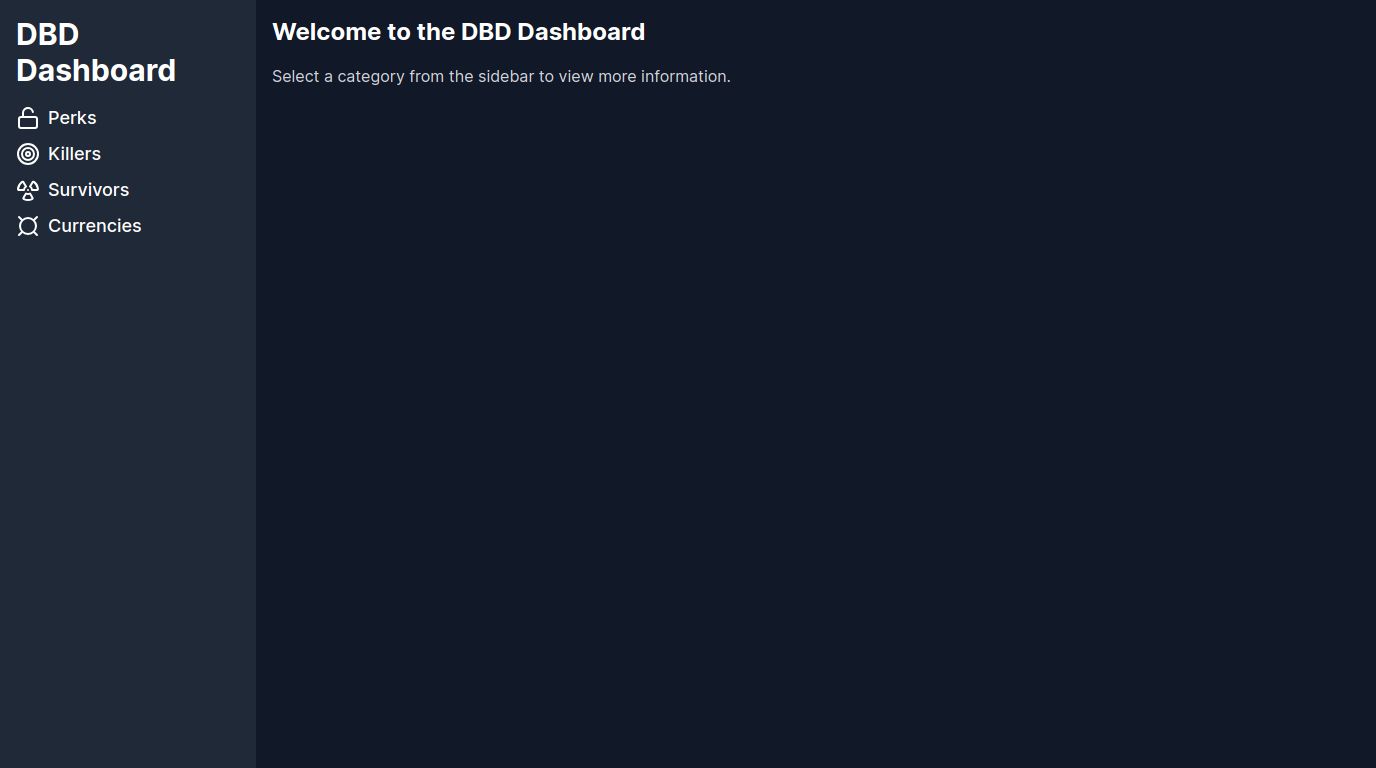 DBD
Dashboard
Perks
Killers
Survivors
Currencies
Welcome to the DBD Dashboard
Select a category from the sidebar to view more information.